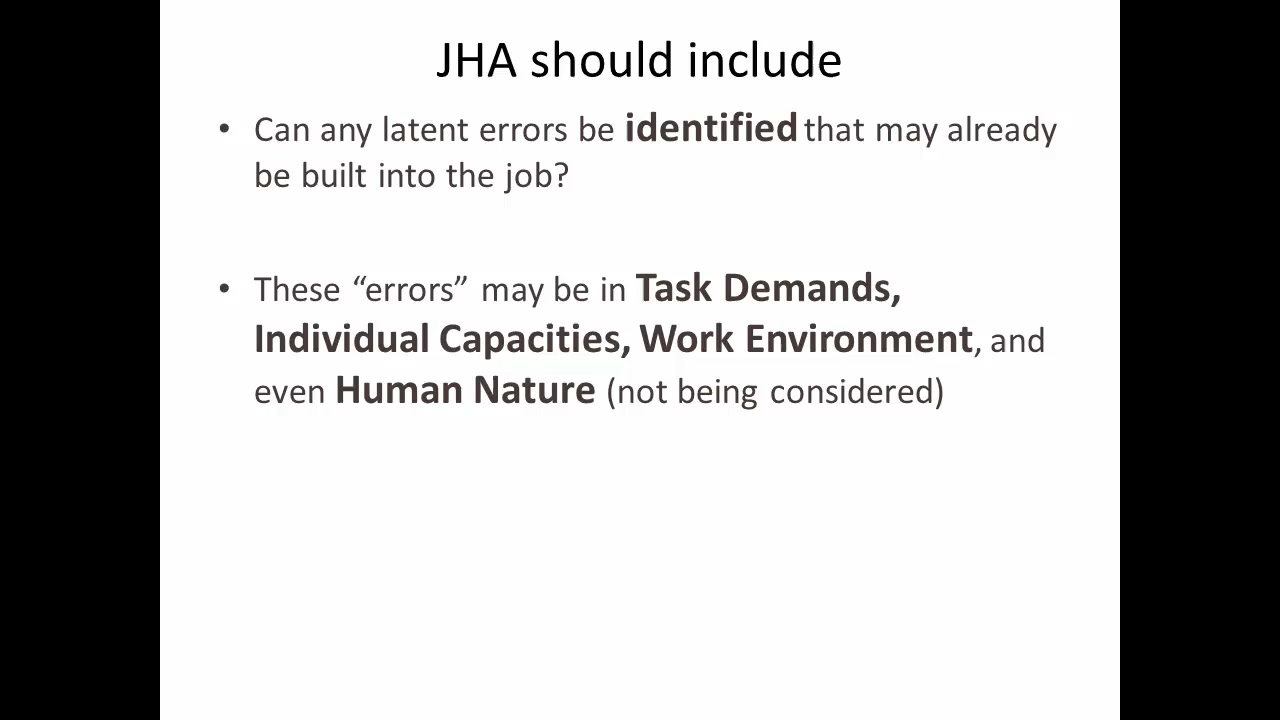 JHA should include
• Can any latent errors be identified that may already
be built into the job?
• These “errors” may be in Task Demands,
Individual Capacities, Work Environment, and
even Human Nature (not being considered)